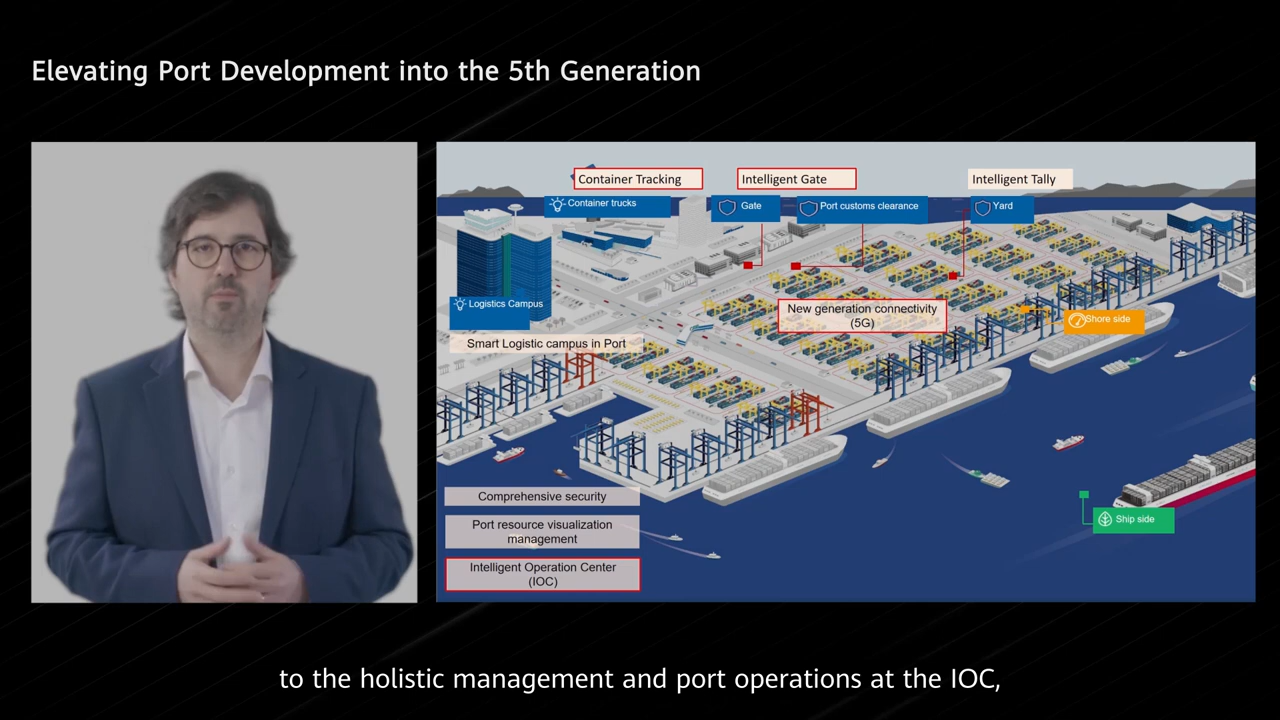 Elevating Port Development into the 5th Generation
Container Tracking
Intelligent Gate
Intelligent Tally
Container trucks
Gate
Port customs clearance
Yard
Logistics Campus
New generation connectivity
(5G)
Shore side
Smart Logistic campus in Port
Comprehensive security
Port resource visualization
management
Ship side
Intelligent Operation Center
(IOC)
to the holistic management and port operations at the IOC,